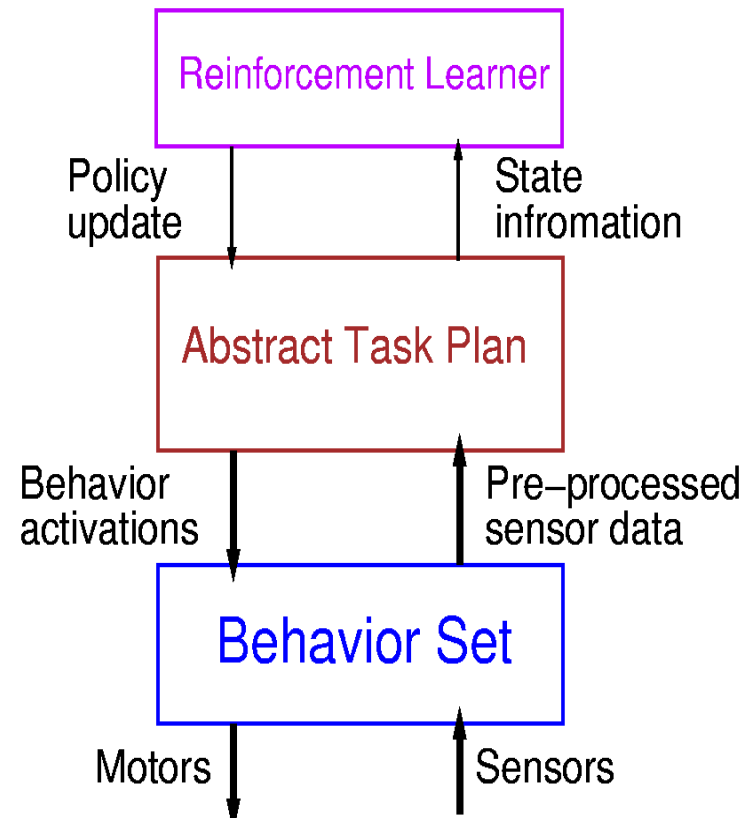 Reinforcement Learner
Policy
update
State
infromation
Abstract Task Plan
Behavior
activations
Pre−processed
sensor data
Behavior Set
Motors
Sensors